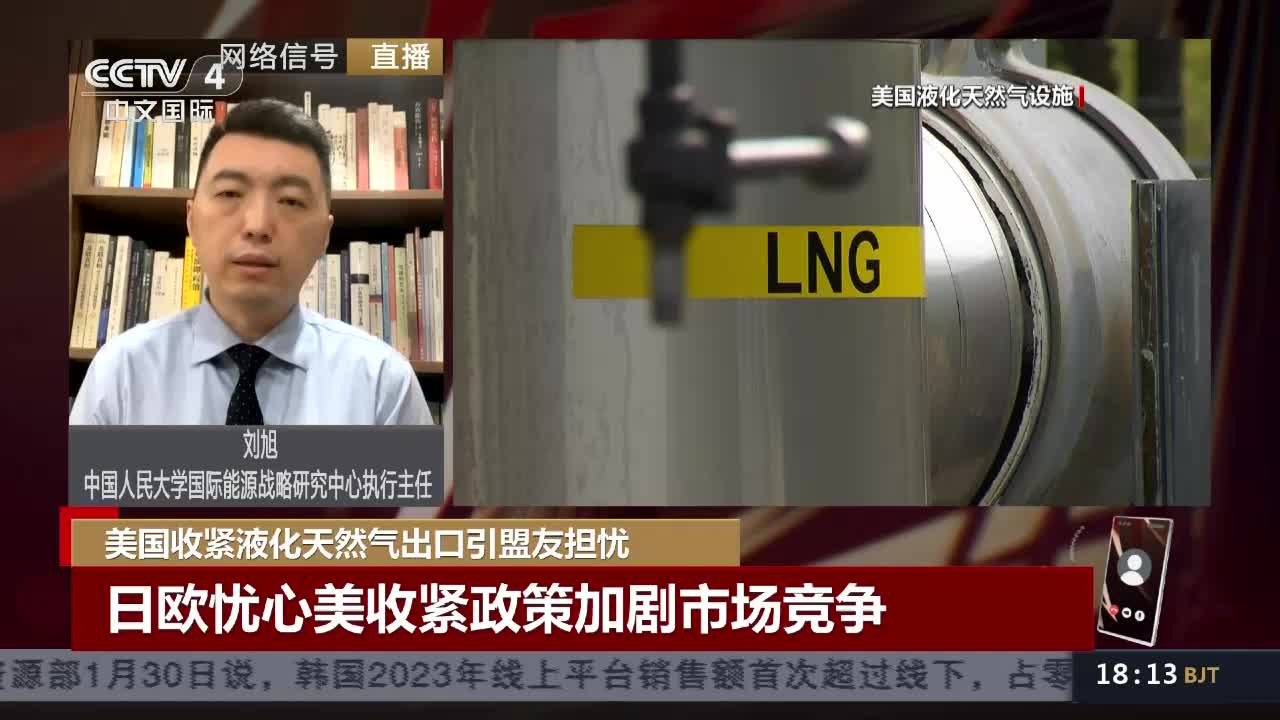 CCTV 4
中文国际
网络信号
直播
美国液化天然气设施
LNG
刘旭
中国人民大学国际能源战略研究中心执行主任
美国收紧液化天然气出口引盟友担忧
日欧忧心美收紧政策加剧市场竞争
资源部1月30日说，韩国2023年线上平台销售额首次超过线下，占零
18:13 BJT